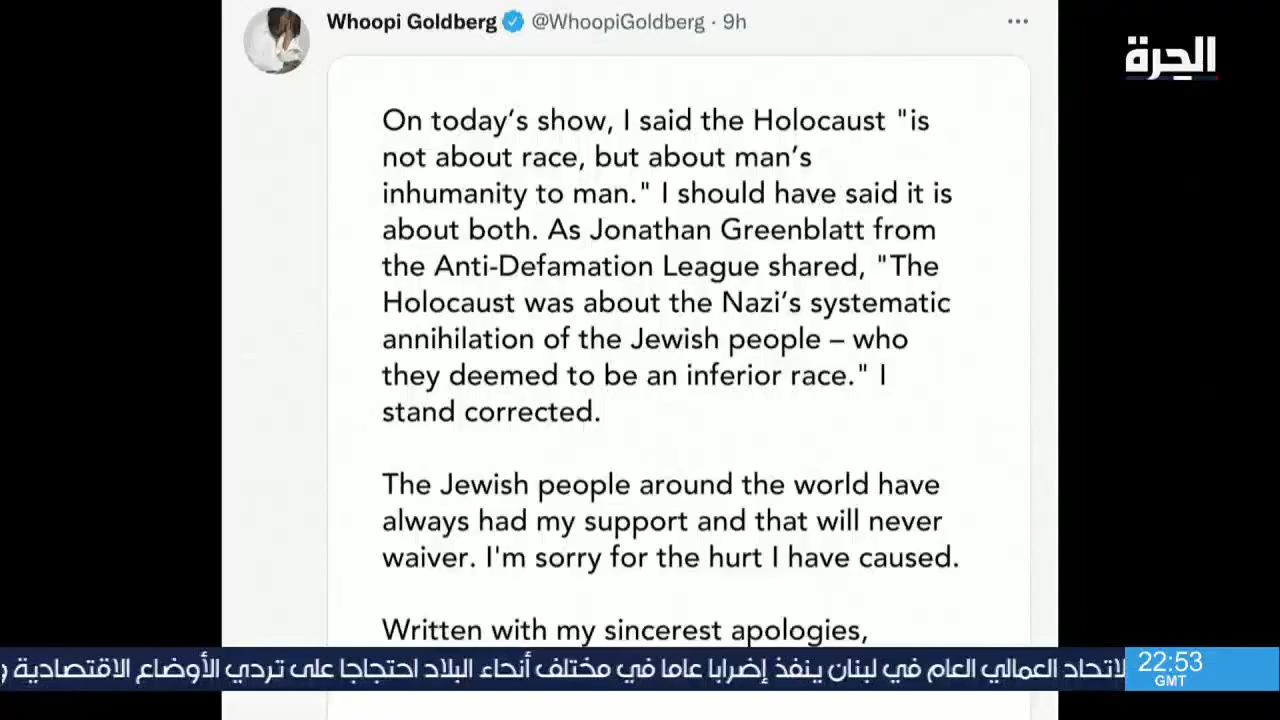 Whoopi Goldberg @WhoopiGoldberg · 9h
الحرة
On today’s show, I said the Holocaust "is
not about race, but about man’s
inhumanity to man." I should have said it is
about both. As Jonathan Greenblatt from
the Anti-Defamation League shared, "The
Holocaust was about the Nazi’s systematic
annihilation of the Jewish people – who
they deemed to be an inferior race." I
stand corrected.
The Jewish people around the world have
always had my support and that will never
waiver. I'm sorry for the hurt I have caused.
Written with my sincerest apologies,
لاتحاد العمالي العام في لبنان ينفذ إضرابا عاما في مختلف أنحاء البلاد احتجاجا على تردي الأوضاع الاقتصادية و
22:53
GMT